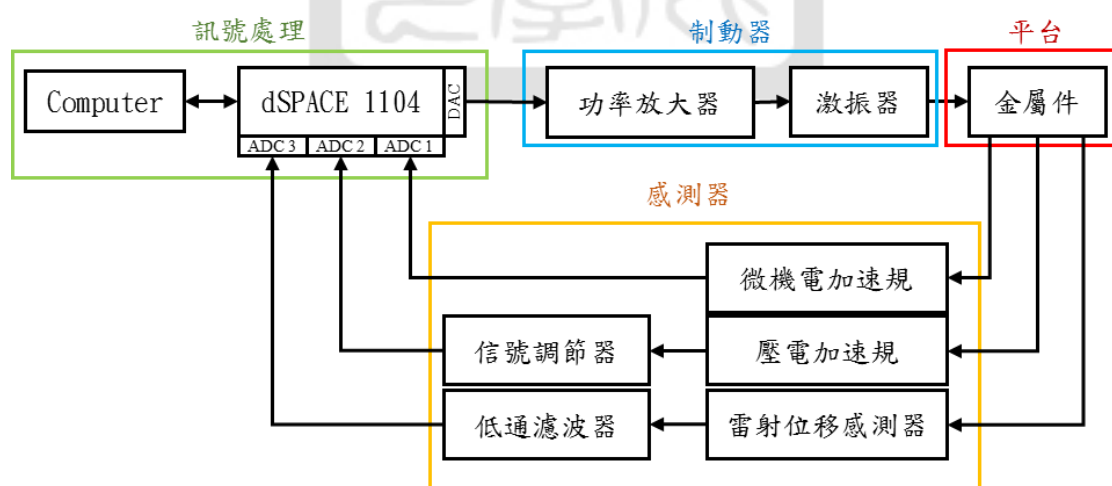 訊號處理
制動器
平台
Computer
dSPACE 1104
DAC
功率放大器
激振器
金屬件
ADC 3
ADC 2
ADC 1
感測器
微機電加速規
信號調節器
壓電加速規
低通濾波器
雷射位移感測器